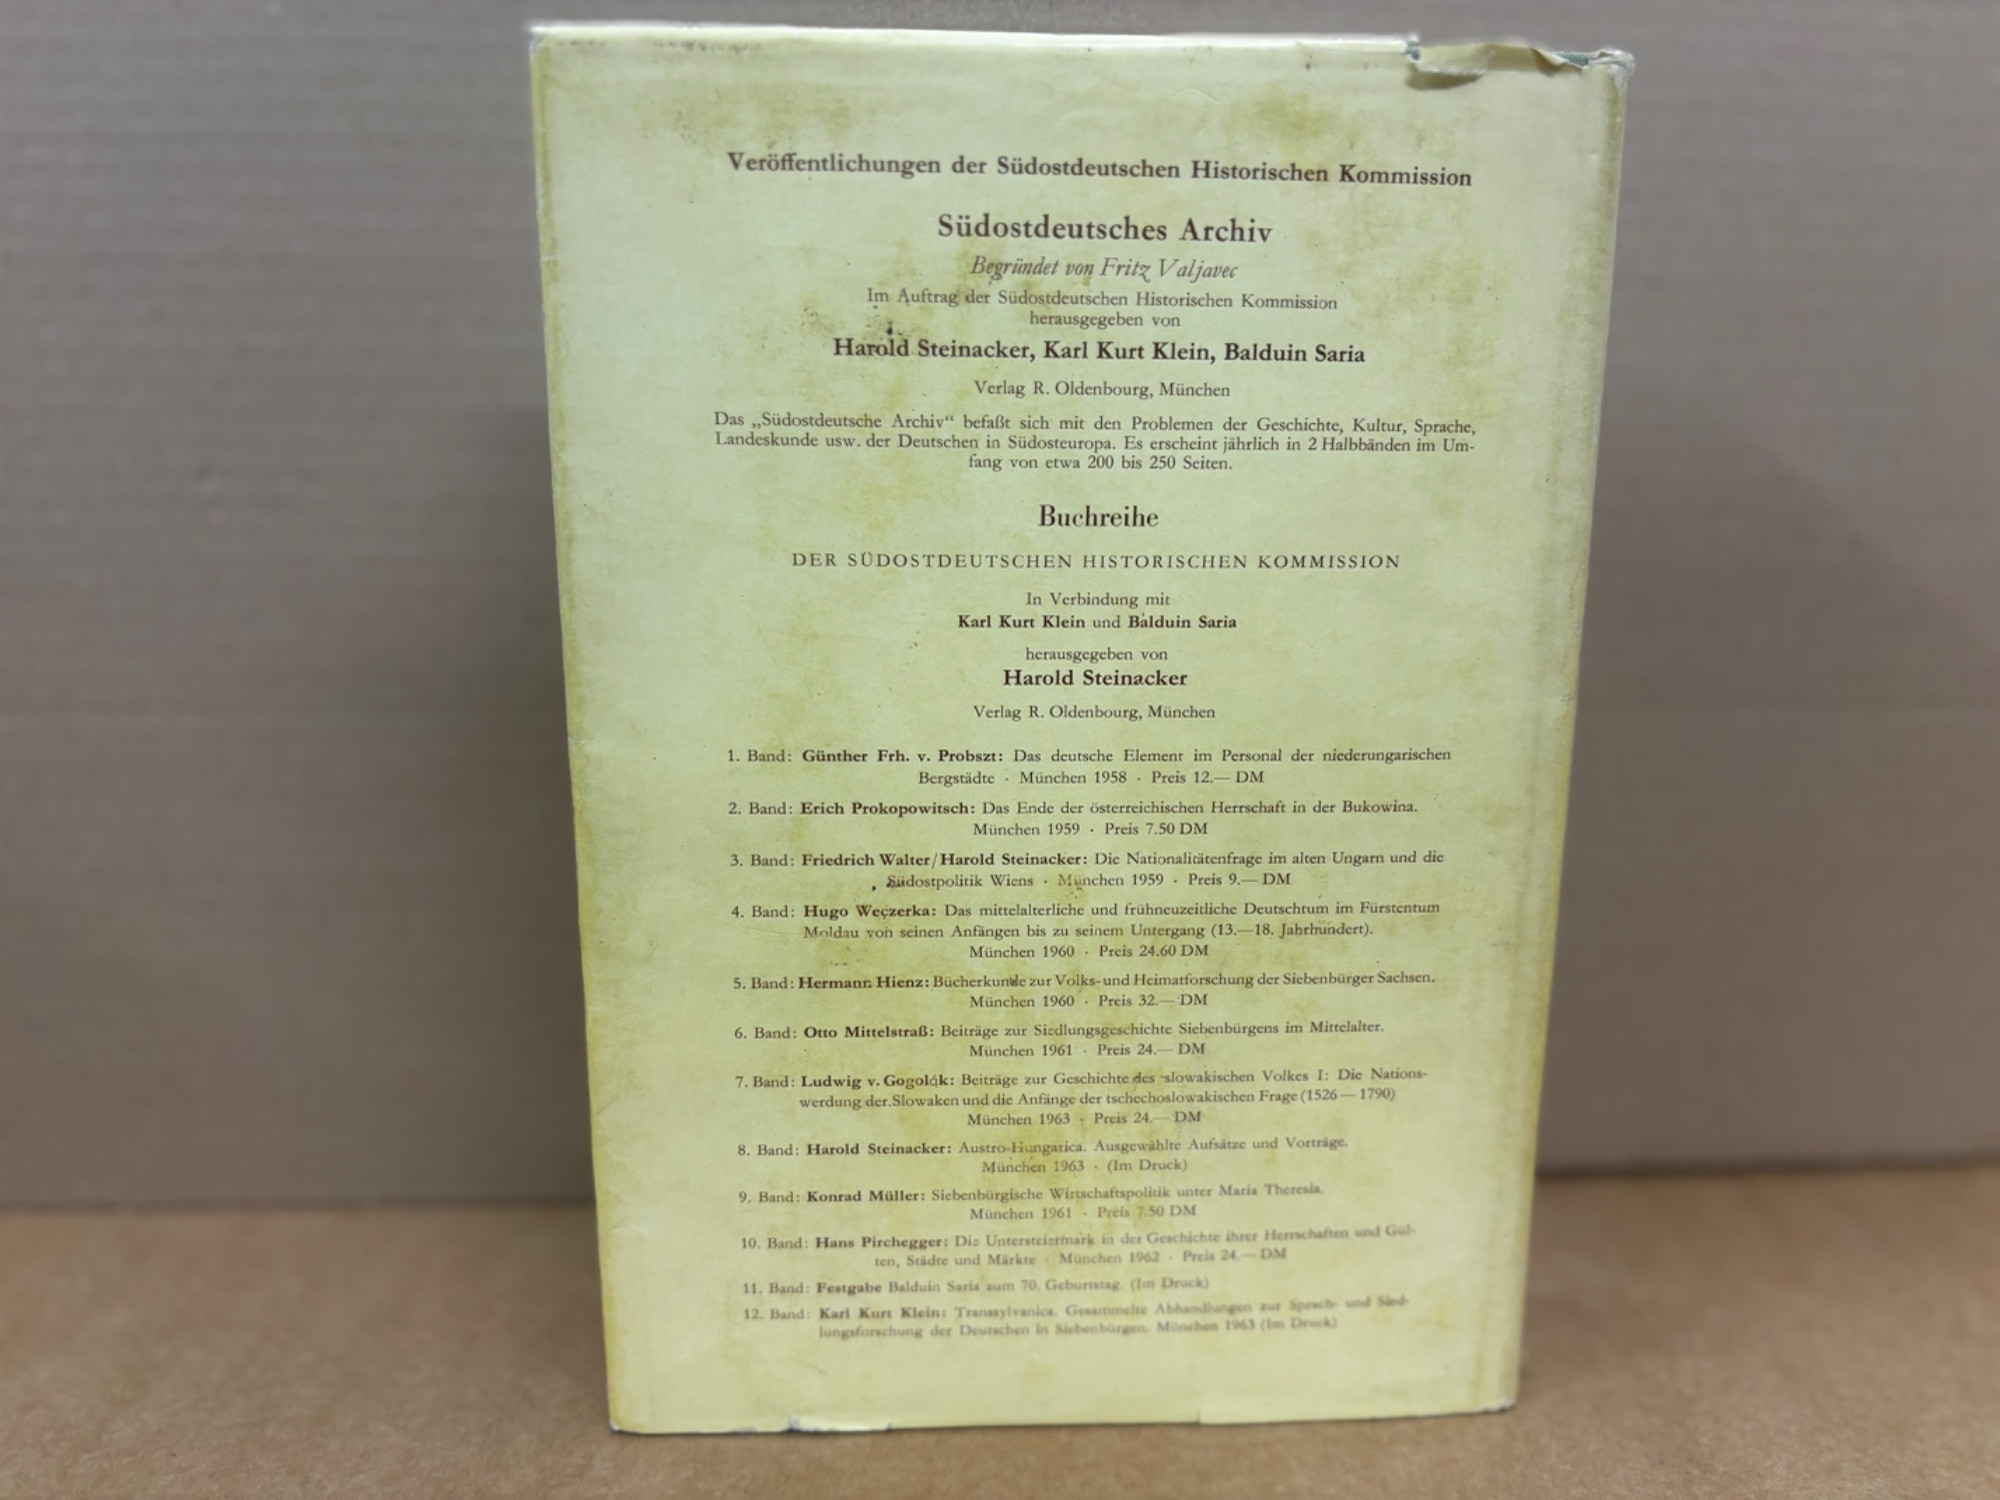 Veröffentlichungen der Südostdeutschen Historischen Kommission
Südostdeutsches Archiv
Begründet von Fritz Valjavec
Im Auftrag der Südostdeutschen Historischen Kommission
herausgegeben von
Harold Steinacker, Karl Kurt Klein, Balduin Saria
Verlag R. Oldenbourg, München
Das „Südostdeutsche Archiv“ befaßt sich mit den Problemen der Geschichte, Kultur, Sprache,
Landeskunde usw. der Deutschen in Südosteuropa. Es erscheint jährlich in 2 Halbbänden im Um-
fang von etwa 200 bis 250 Seiten.
Buchreihe
DER SÜDOSTDEUTSCHEN HISTORISCHEN KOMMISSION
In Verbindung mit
Karl Kurt Klein und Balduin Saria
herausgegeben von
Harold Steinacker
Verlag R. Oldenbourg, München
1. Band: Günther Frh. v. Probszt: Das deutsche Element im Personal der niederungarischen
Bergstädte · München 1958 · Preis 12.— DM
2. Band: Erich Prokopowitsch: Das Ende der österreichischen Herrschaft in der Bukowina.
München 1959 · Preis 7.50 DM
3. Band: Friedrich Walter/Harold Steinacker: Die Nationalitätenfrage im alten Ungarn und die
Südostpolitik Wiens · München 1959 · Preis 9.— DM
4. Band: Hugo Weczerka: Das mittelalterliche und frühneuzeitliche Deutschtum im Fürstentum
Moldau von seinen Anfängen bis zu seinem Untergang (13.—18. Jahrhundert).
München 1960 · Preis 24.60 DM
5. Band: Hermann Hienz: Bücherkunde zur Volks- und Heimatforschung der Siebenbürger Sachsen.
München 1960 · Preis 32.— DM
6. Band: Otto Mittelstraß: Beiträge zur Siedlungsgeschichte Siebenbürgens im Mittelalter.
München 1961 · Preis 24.— DM
7. Band: Ludwig v. Gogolák: Beiträge zur Geschichte des slowakischen Volkes I: Die Nations-
werdung der Slowaken und die Anfänge der tschechoslowakischen Frage (1526 — 1790)
München 1963 · Preis 24.— DM
8. Band: Harold Steinacker: Austro-Hungarica. Ausgewählte Aufsätze und Vorträge.
München 1963 · (Im Druck)
9. Band: Konrad Müller: Siebenbürgische Wirtschaftspolitik unter Maria Theresia.
München 1961 · Preis 7.50 DM
10. Band: Hans Pirchegger: Die Untersteiermark in der Geschichte ihrer Herrschaften und Gül-
ten, Städte und Märkte · München 1962 · Preis 24.— DM
11. Band: Festgabe Balduin Saria zum 70. Geburtstag. (Im Druck)
12. Band: Karl Kurt Klein: Transsylvanica. Gesammelte Abhandlungen zur Sprach- und Sied-
lungsforschung der Deutschen in Siebenbürgen. München 1963 (Im Druck)